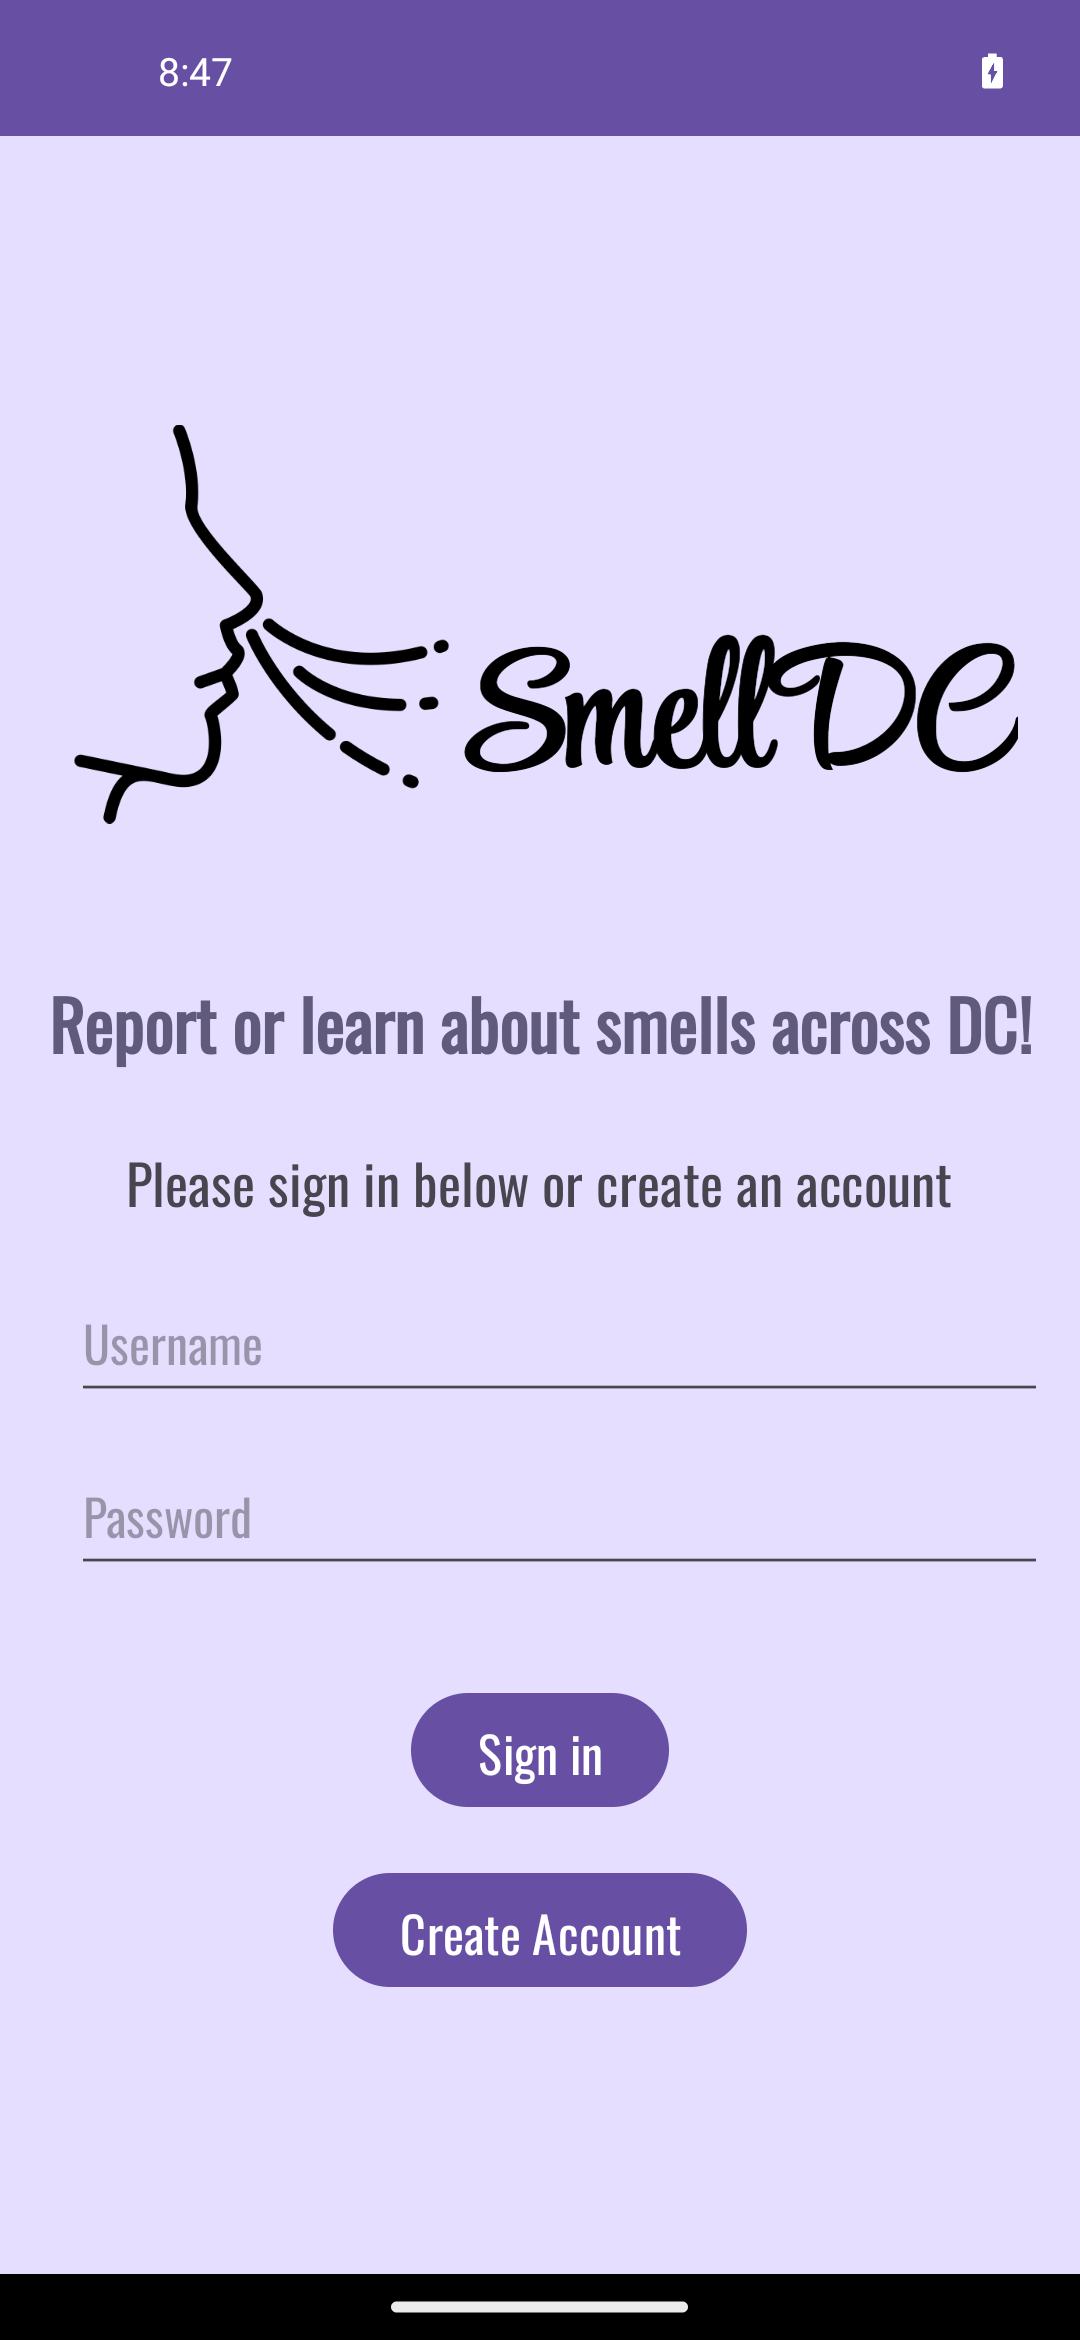 8:47
SmellDC
Report or learn about smells across DC!
Please sign in below or create an account
Username
Password
Sign in
Create Account